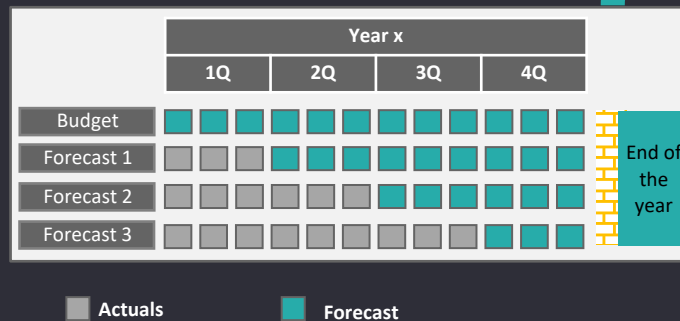 Year x
1Q 2Q 3Q 4Q
Budget
Forecast 1
Forecast 2
Forecast 3
End of
the
year
Actuals
Forecast